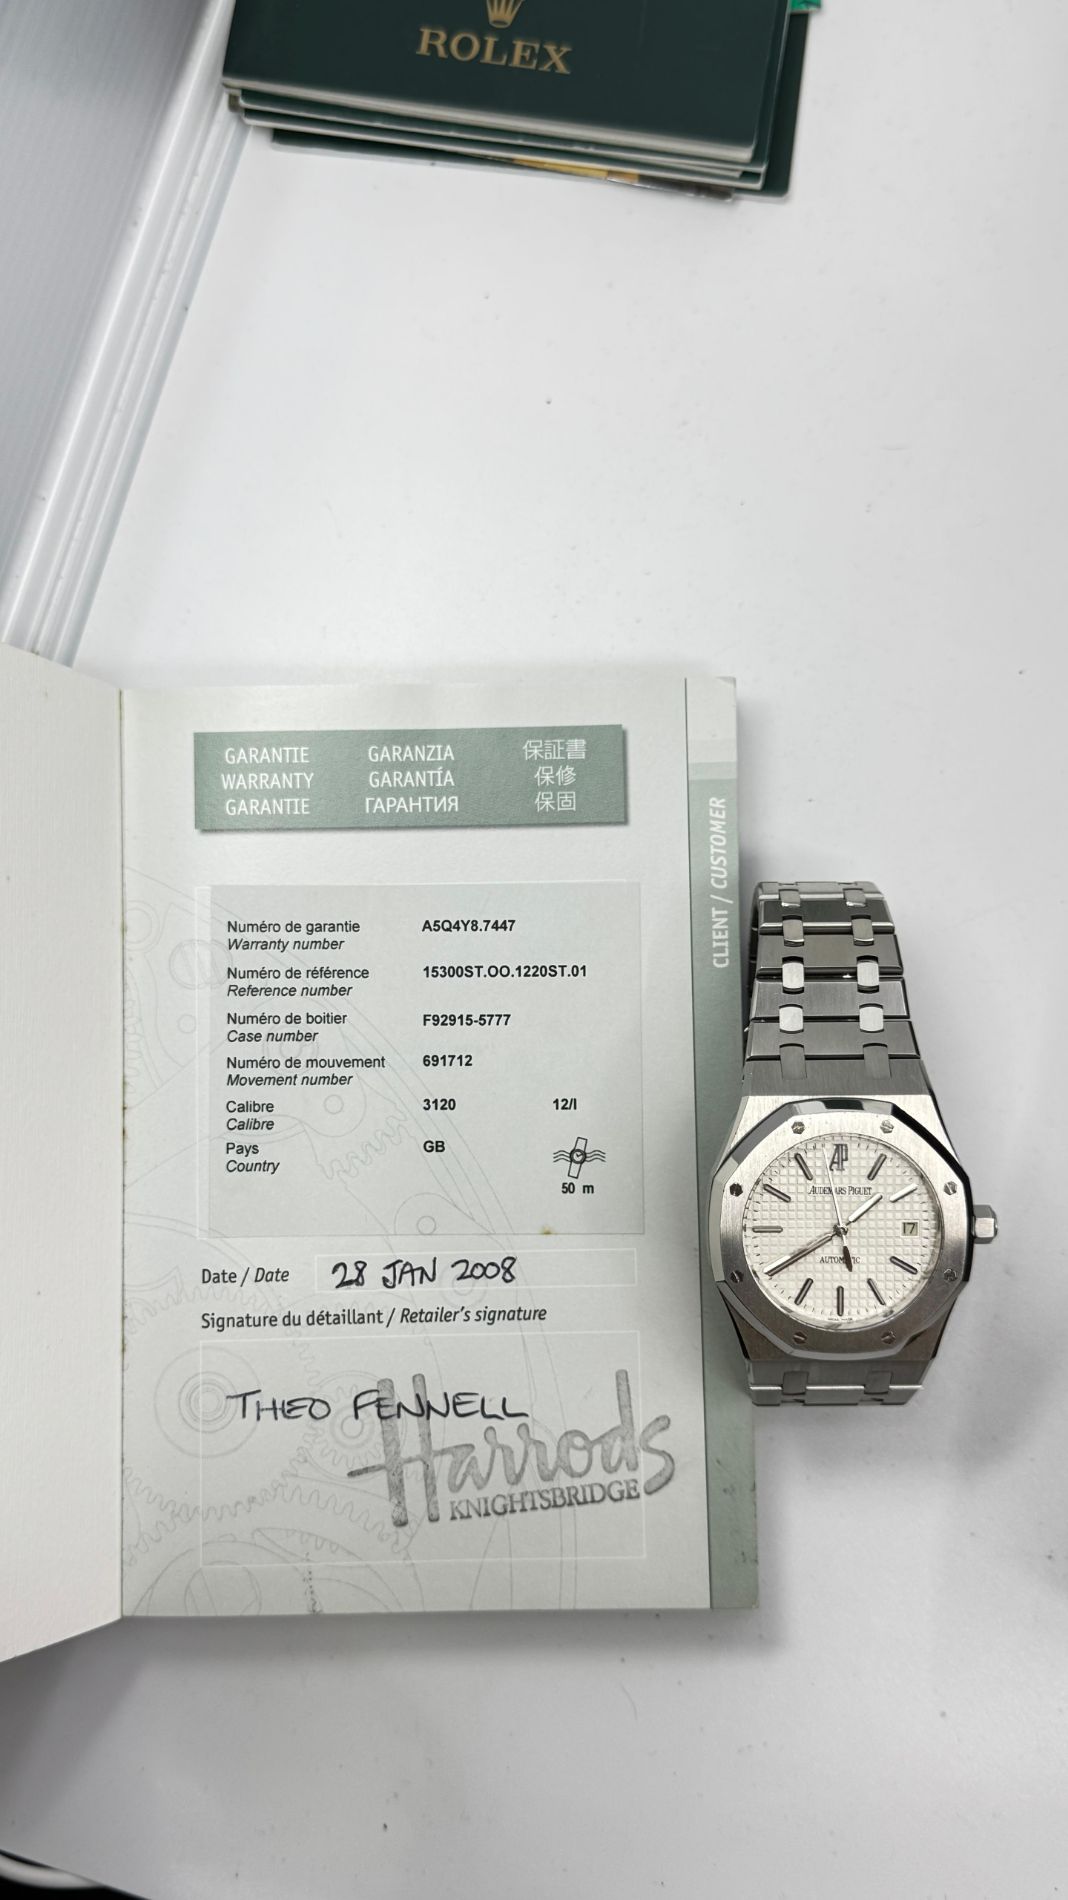 ROLEX
GARANTIE GARANZIA 保証書
WARRANTY GARANTÍA 保修
GARANTIE ГАРАНТИЯ 保固
CLIENT / CUSTOMER
Numéro de garantie A5Q4Y8.7447
Warranty number
Numéro de référence 15300ST.OO.1220ST.01
Reference number
Numéro de boitier F92915-5777
Case number
Numéro de mouvement 691712
Movement number
Calibre 3120 12/I
Calibre
Pays GB
Country
50 m
Date / Date 28 JAN 2008
Signature du détaillant / Retailer's signature
THEO FENNELL
Harrods
KNIGHTSBRIDGE
AP
AUDEMARS PIGUET
17
AUTOMATIC